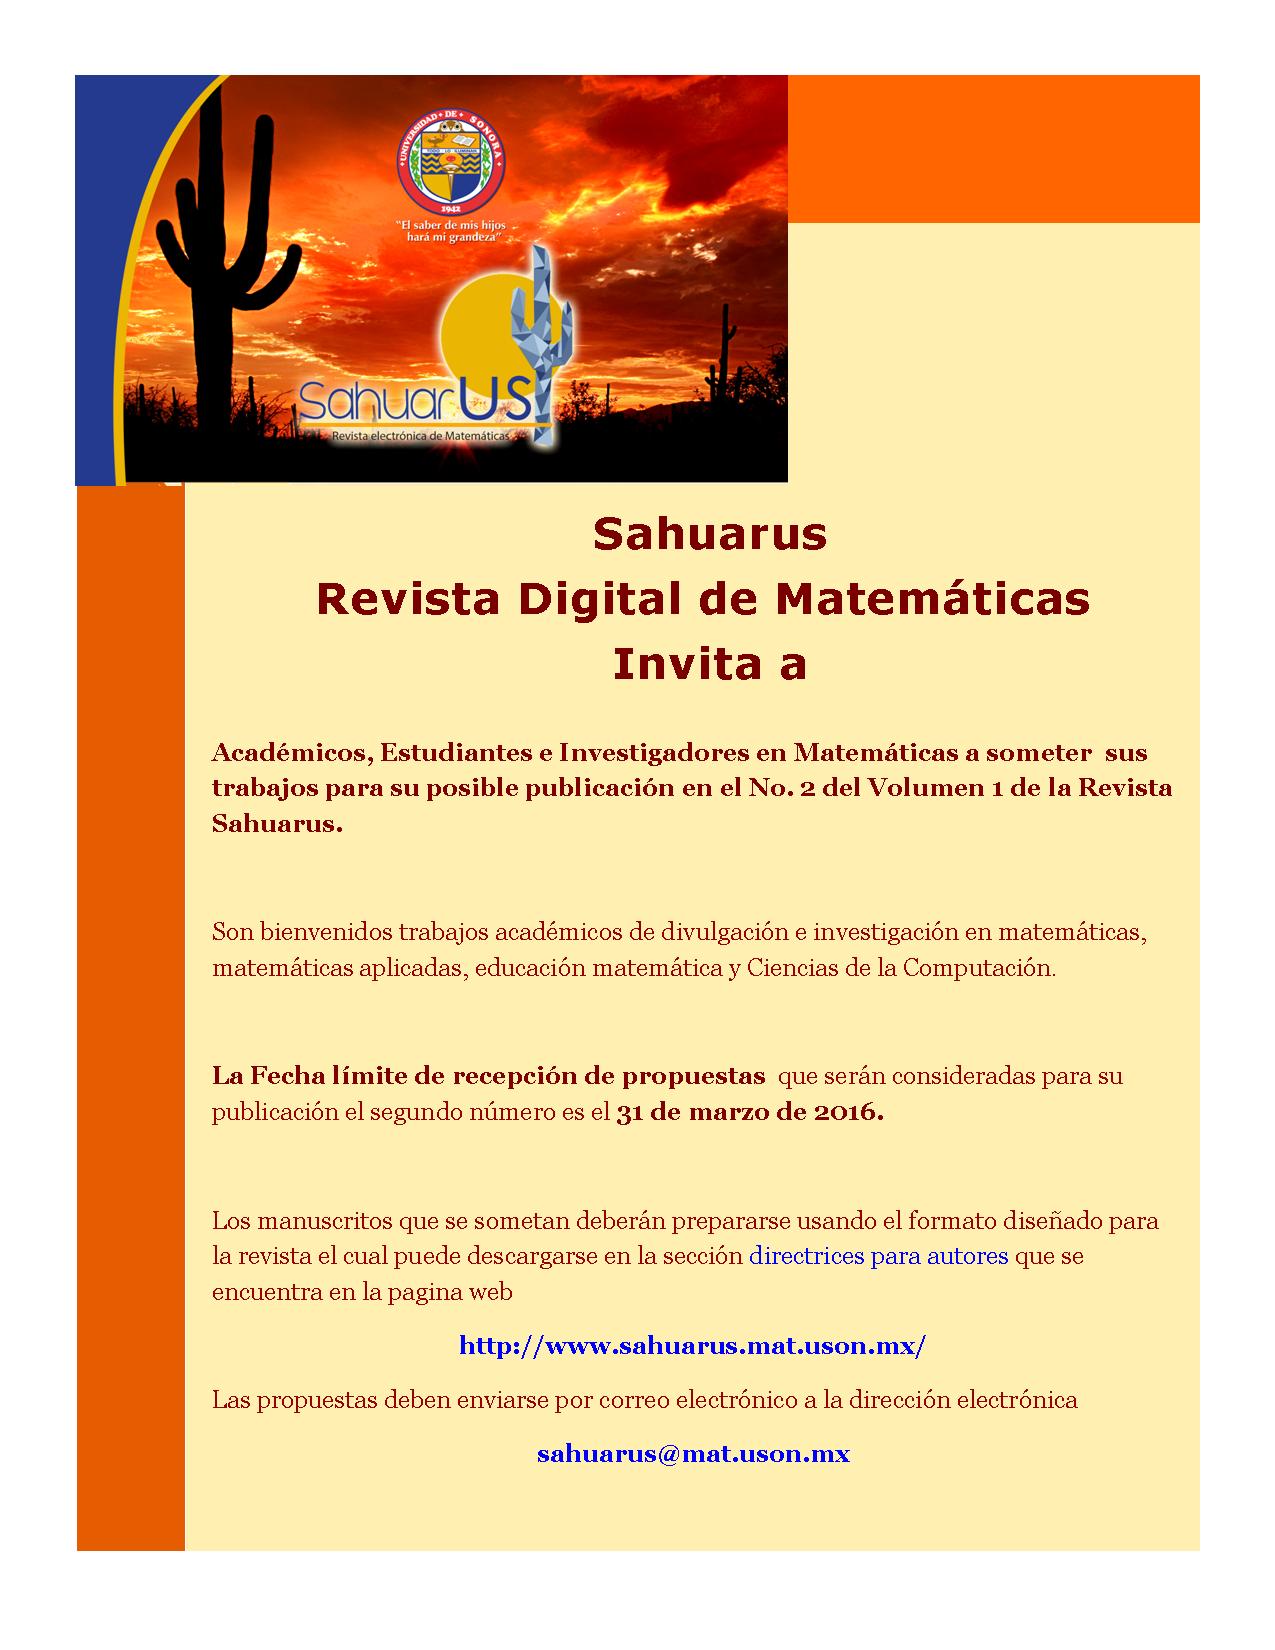 UNIVERSIDAD • DE • SONORA
TODO LO ILUMINAN
1942
"El saber de mis hijos
hará mi grandeza"
SahuarUS
Revista electrónica de Matemáticas
Sahuarus
Revista Digital de Matemáticas
Invita a
Académicos, Estudiantes e Investigadores en Matemáticas a someter  sus
trabajos para su posible publicación en el No. 2 del Volumen 1 de la Revista
Sahuarus.
Son bienvenidos trabajos académicos de divulgación e investigación en matemáticas,
matemáticas aplicadas, educación matemática y Ciencias de la Computación.
La Fecha límite de recepción de propuestas  que serán consideradas para su
publicación el segundo número es el 31 de marzo de 2016.
Los manuscritos que se sometan deberán prepararse usando el formato diseñado para
la revista el cual puede descargarse en la sección directrices para autores que se
encuentra en la pagina web
http://www.sahuarus.mat.uson.mx/
Las propuestas deben enviarse por correo electrónico a la dirección electrónica
sahuarus@mat.uson.mx